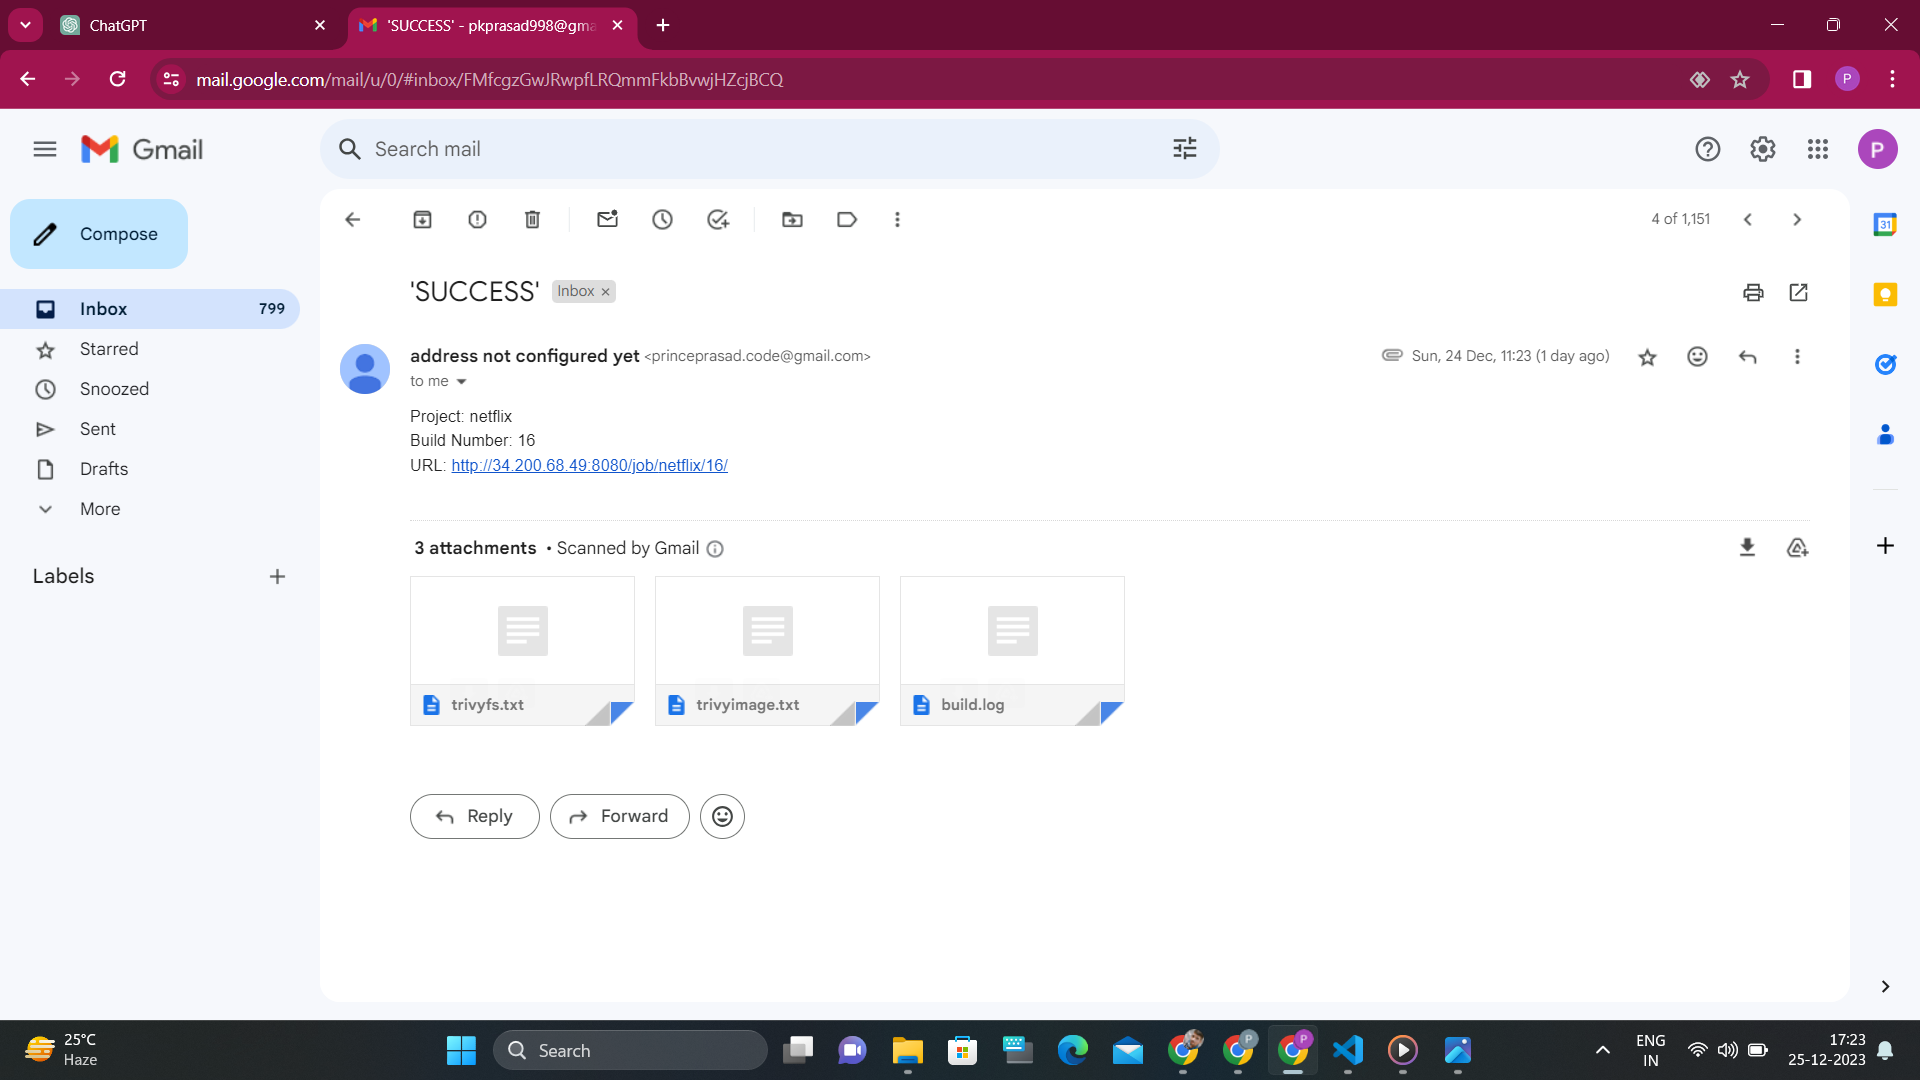 ChatGPT
'SUCCESS' - pkprasad998@gma
mail.google.com/mail/u/0/#inbox/FMfcgzGwJRwpfLRQmmFkbBvwjHZcjBCQ
P
Gmail
Search mail
P
Compose
4 of 1,151
31
'SUCCESS'
Inbox ×
Inbox 799
Starred
Snoozed
Sent
Drafts
More
Labels
address not configured yet <princeprasad.code@gmail.com>
Sun, 24 Dec, 11:23 (1 day ago)
to me
Project: netflix
Build Number: 16
URL: http://34.200.68.49:8080/job/netflix/16/
3 attachments • Scanned by Gmail
trivyfs.txt
trivyimage.txt
build.log
Reply
Forward
25°C
Haze
Search
P
P
ENG
IN
17:23
25-12-2023